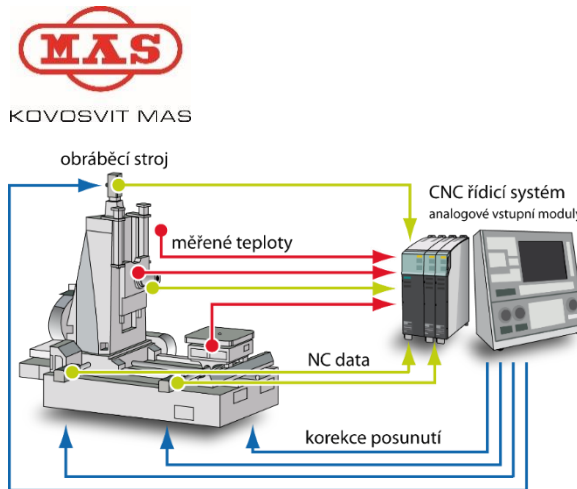 MAS
KOVOSVIT MAS
obráběcí stroj
CNC řídicí systém
analogové vstupní moduly
měřené teploty
NC data
korekce posunutí